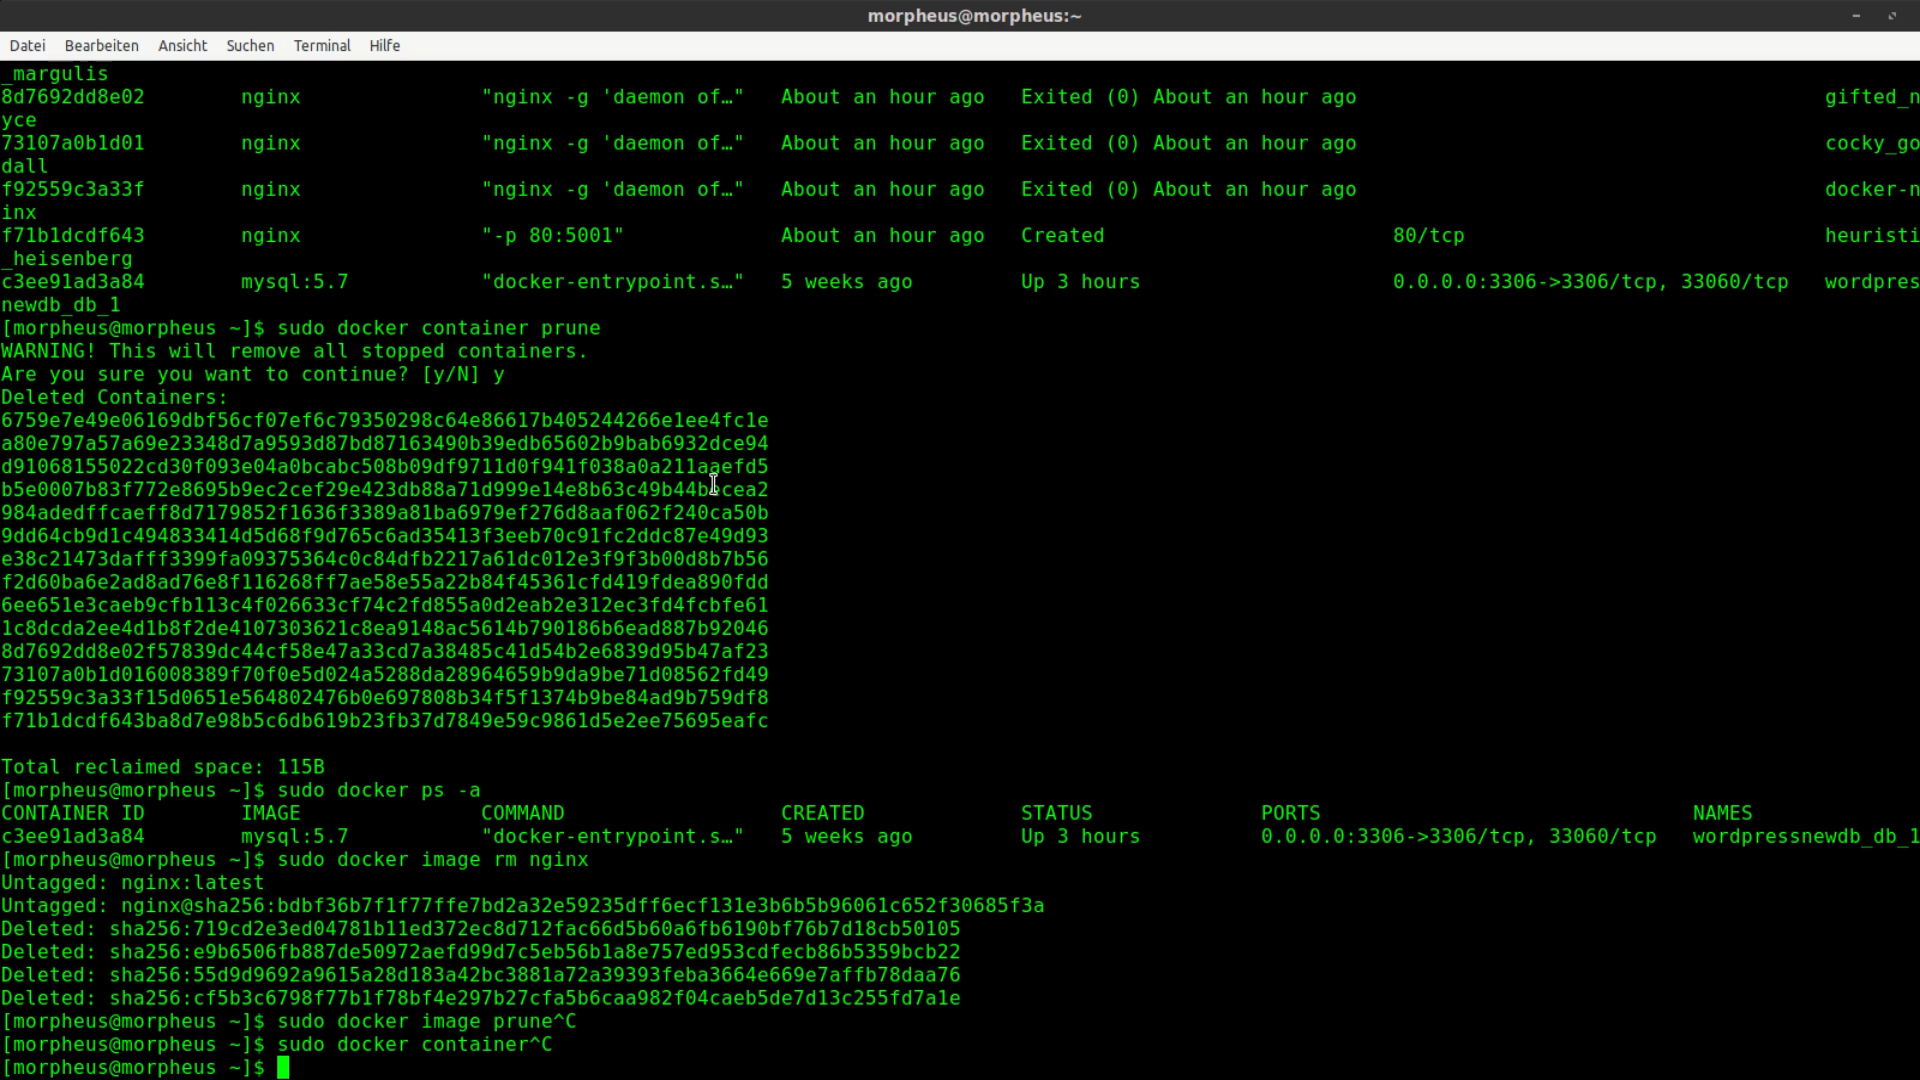 morpheus@morpheus:~
Datei Bearbeiten Ansicht Suchen Terminal Hilfe
_margulis
8d7692dd8e02        nginx               "nginx -g 'daemon of…"   About an hour ago   Exited (0) About an hour ago                                       gifted_n
yce
73107a0b1d01        nginx               "nginx -g 'daemon of…"   About an hour ago   Exited (0) About an hour ago                                       cocky_go
dall
f92559c3a33f        nginx               "nginx -g 'daemon of…"   About an hour ago   Exited (0) About an hour ago                                       docker-n
inx
f71b1dcdf643        nginx               "-p 80:5001"             About an hour ago   Created                        80/tcp                              heuristi
_heisenberg
c3ee91ad3a84        mysql:5.7           "docker-entrypoint.s…"   5 weeks ago         Up 3 hours                     0.0.0.0:3306->3306/tcp, 33060/tcp   wordpres
newdb_db_1
[morpheus@morpheus ~]$ sudo docker container prune
WARNING! This will remove all stopped containers.
Are you sure you want to continue? [y/N] y
Deleted Containers:
6759e7e49e06169dbf56cf07ef6c79350298c64e86617b405244266e1ee4fc1e
a80e797a57a69e23348d7a9593d87bd87163490b39edb65602b9bab6932dce94
d91068155022cd30f093e04a0bcabc508b09df9711d0f941f038a0a211aaefd5
984adedffcaeff8d7179852f1636f3389a81ba6979ef276d8aaf062f240ca50b
9dd64cb9d1c494833414d5d68f9d765c6ad35413f3eeb70c91fc2ddc87e49d93
e38c21473dafff3399fa09375364c0c84dfb2217a61dc012e3f9f3b00d8b7b56
f2d60ba6e2ad8ad76e8f116268ff7ae58e55a22b84f45361cfd419fdea890fdd
6ee651e3caeb9cfb113c4f026633cf74c2fd855a0d2eab2e312ec3fd4fcbfe61
1c8dcda2ee4d1b8f2de4107303621c8ea9148ac5614b790186b6ead887b92046
8d7692dd8e02f57839dc44cf58e47a33cd7a38485c41d54b2e6839d95b47af23
73107a0b1d016008389f70f0e5d024a5288da28964659b9da9be71d08562fd49
f92559c3a33f15d0651e564802476b0e697808b34f5f1374b9be84ad9b759df8
f71b1dcdf643ba8d7e98b5c6db619b23fb37d7849e59c9861d5e2ee75695eafc
Total reclaimed space: 115B
[morpheus@morpheus ~]$ sudo docker ps -a
CONTAINER ID        IMAGE               COMMAND                  CREATED             STATUS              PORTS                               NAMES
c3ee91ad3a84        mysql:5.7           "docker-entrypoint.s…"   5 weeks ago         Up 3 hours          0.0.0.0:3306->3306/tcp, 33060/tcp   wordpressnewdb_db_1
[morpheus@morpheus ~]$ sudo docker image rm nginx
Untagged: nginx:latest
Untagged: nginx@sha256:bdbf36b7f1f77ffe7bd2a32e59235dff6ecf131e3b6b5b96061c652f30685f3a
Deleted: sha256:719cd2e3ed04781b11ed372ec8d712fac66d5b60a6fb6190bf76b7d18cb50105
Deleted: sha256:e9b6506fb887de50972aefd99d7c5eb56b1a8e757ed953cdfecb86b5359bcb22
Deleted: sha256:55d9d9692a9615a28d183a42bc3881a72a39393feba3664e669e7affb78daa76
Deleted: sha256:cf5b3c6798f77b1f78bf4e297b27cfa5b6caa982f04caeb5de7d13c255fd7a1e
[morpheus@morpheus ~]$ sudo docker image prune^C
[morpheus@morpheus ~]$ sudo docker container^C
[morpheus@morpheus ~]$